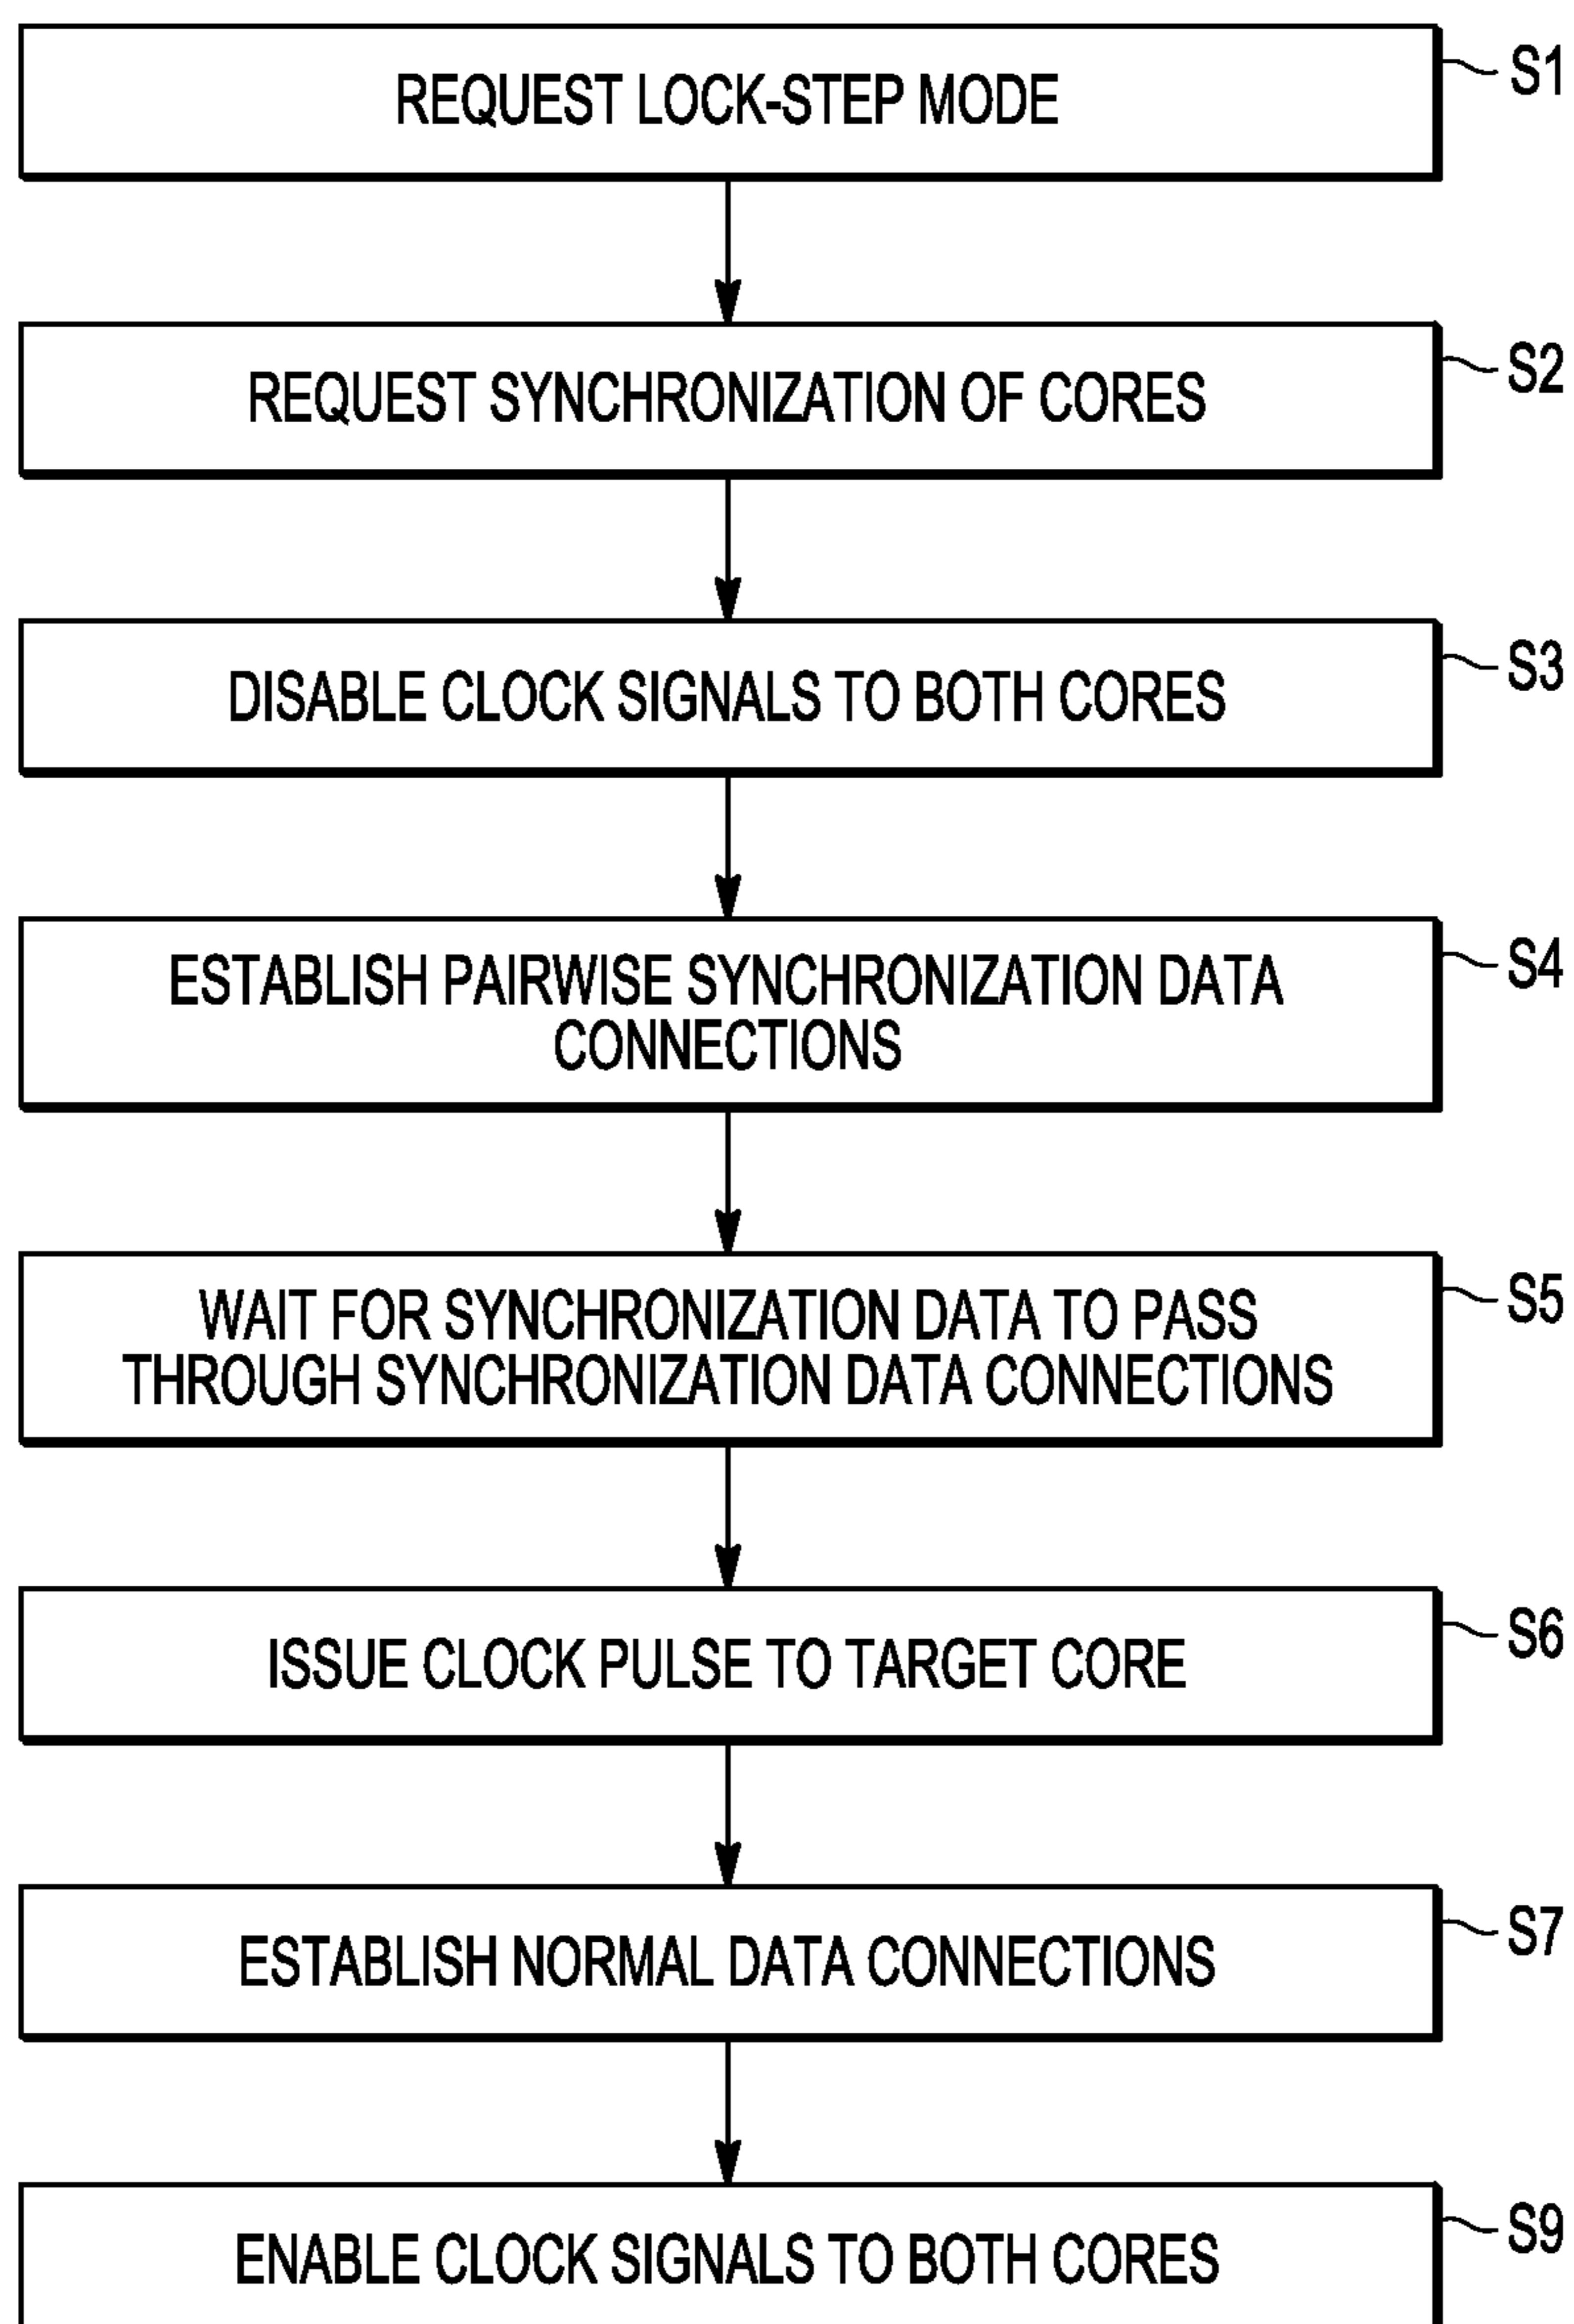 REQUEST LOCK-STEP MODE
S1
REQUEST SYNCHRONIZATION OF CORES
S2
DISABLE CLOCK SIGNALS TO BOTH CORES
S3
ESTABLISH PAIRWISE SYNCHRONIZATION DATA
CONNECTIONS
S4
WAIT FOR SYNCHRONIZATION DATA TO PASS
THROUGH SYNCHRONIZATION DATA CONNECTIONS
S5
ISSUE CLOCK PULSE TO TARGET CORE
S6
ESTABLISH NORMAL DATA CONNECTIONS
S7
ENABLE CLOCK SIGNALS TO BOTH CORES
S9